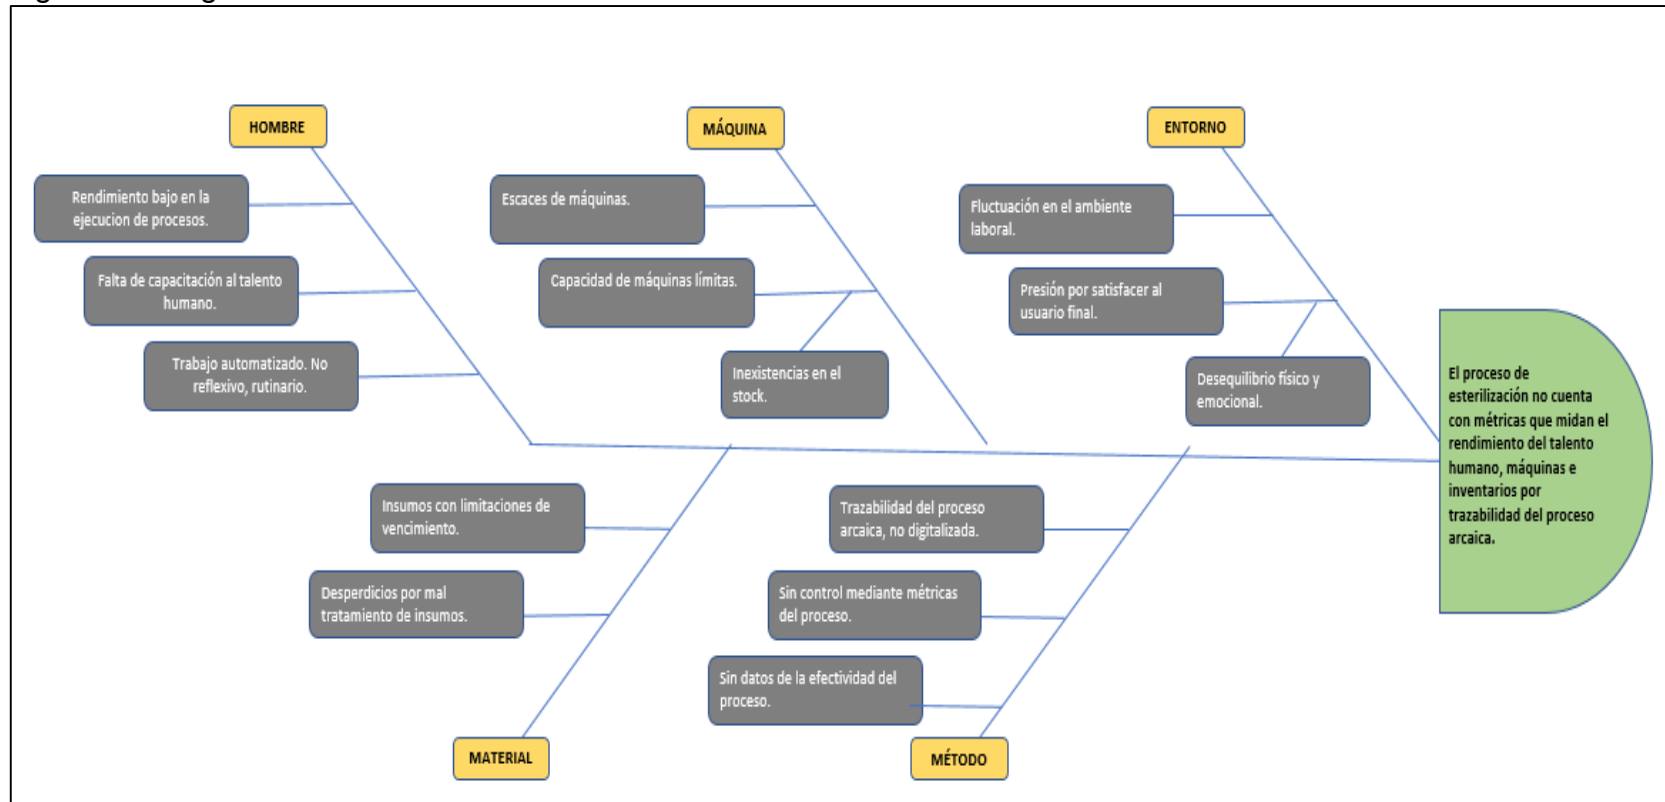 HOMBRE
Rendimiento bajo en la
ejecucion de procesos.
Falta de capacitación al talento
humano.
Trabajo automatizado. No
reflexivo, rutinario.
MÁQUINA
Escaces de máquinas.
Capacidad de máquinas límitas.
Inexistencias en el
stock.
ENTORNO
Fluctuación en el ambiente
laboral.
Presión por satisfacer al
usuario final.
Desequilibrio físico y
emocional.
El proceso de
esterilización no cuenta
con métricas que midan el
rendimiento del talento
humano, máquinas e
inventarios por
trazabilidad del proceso
arcaica.
Insumos con limitaciones de
vencimiento.
Desperdicios por mal
tratamiento de insumos.
MATERIAL
Trazabilidad del proceso
arcaica, no digitalizada.
Sin control mediante métricas
del proceso.
Sin datos de la efectividad del
proceso.
MÉTODO